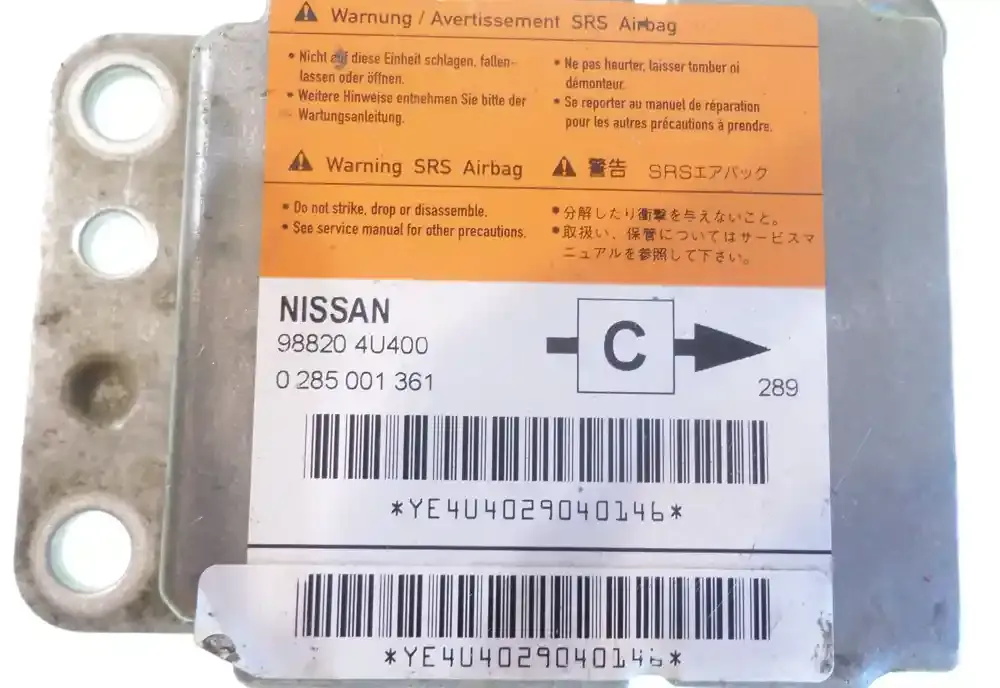 Warnung / Avertissement SRS Airbag
• Nicht auf diese Einheit schlagen, fallen-
lassen oder öffnen.
• Weitere Hinweise entnehmen Sie bitte der
Wartungsanleitung.
• Ne pas heurter, laisser tomber ni
démonteur.
• Se reporter au manuel de réparation
pour les autres précautions à prendre.
Warning SRS Airbag
• Do not strike, drop or disassemble.
• See service manual for other precautions.
警告 SRSエアバック
•分解したり衝撃を与えないこと。
•取扱い、保管についてはサービスマ
ニュアルを参照して下さい。
NISSAN
98820 4U400
0 285 001 361
C
289
*YE4U4029040146*
*YE4U4029040146*